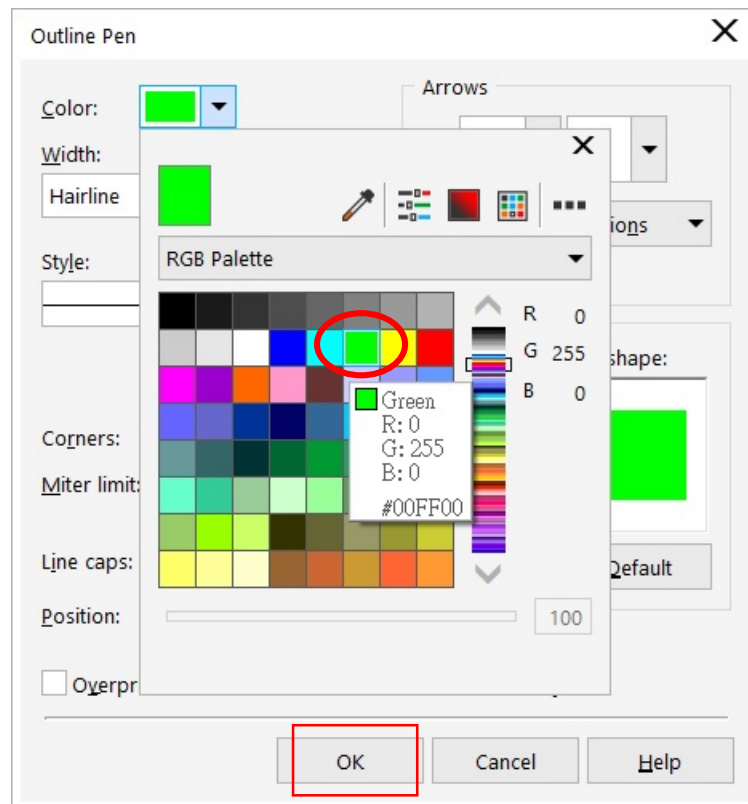 Outline Pen
Color:
Arrows
Width:
Hairline
Style:
RGB Palette
R 0
G 255
B 0
shape:
Green
R: 0
G: 255
B: 0
#00FF00
Corners:
Miter limit:
Line caps:
Default
Position:
100
OK
Cancel
Help